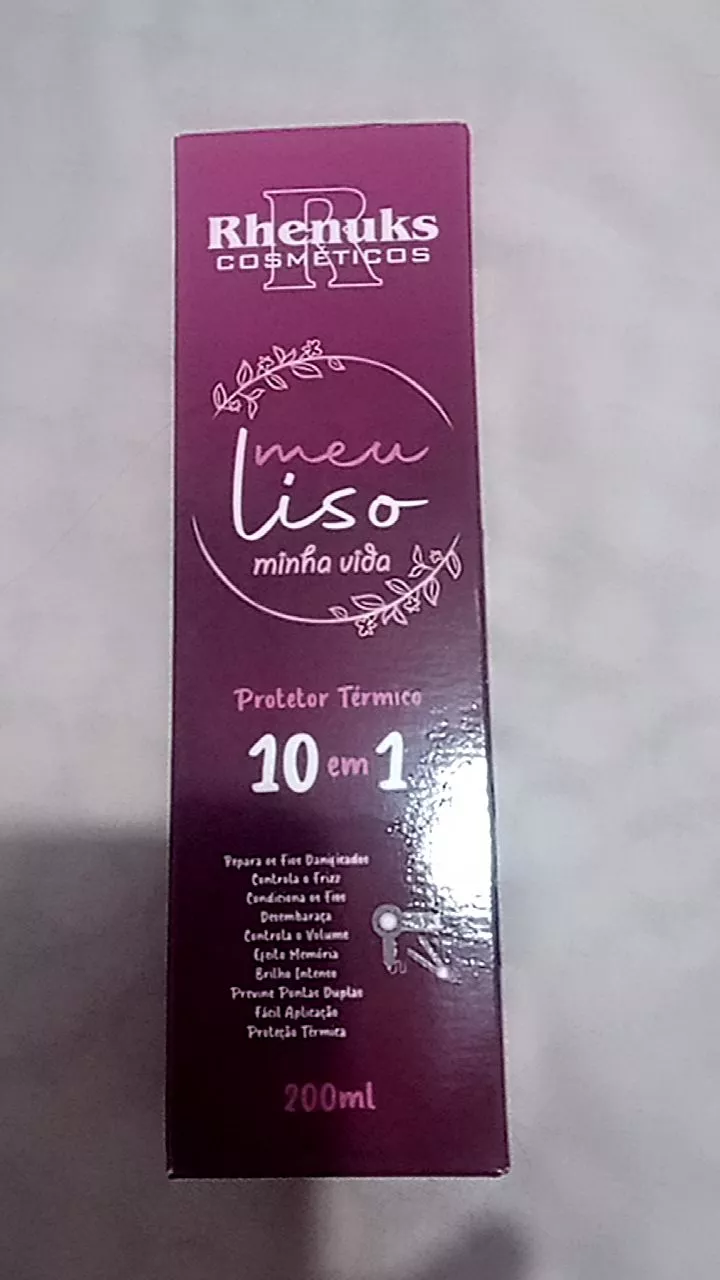 R
Rhenuks
COSMÉTICOS
meu
liso
minha vida
Protetor Térmico
10 em 1
Repara os Fios Danificados
Controla o Frizz
Condiciona os Fios
Desembaraça
Controla o Volume
Efeito Memória
Brilho Intenso
Previne Pontas Duplas
Fácil Aplicação
Proteção Térmica
200ml